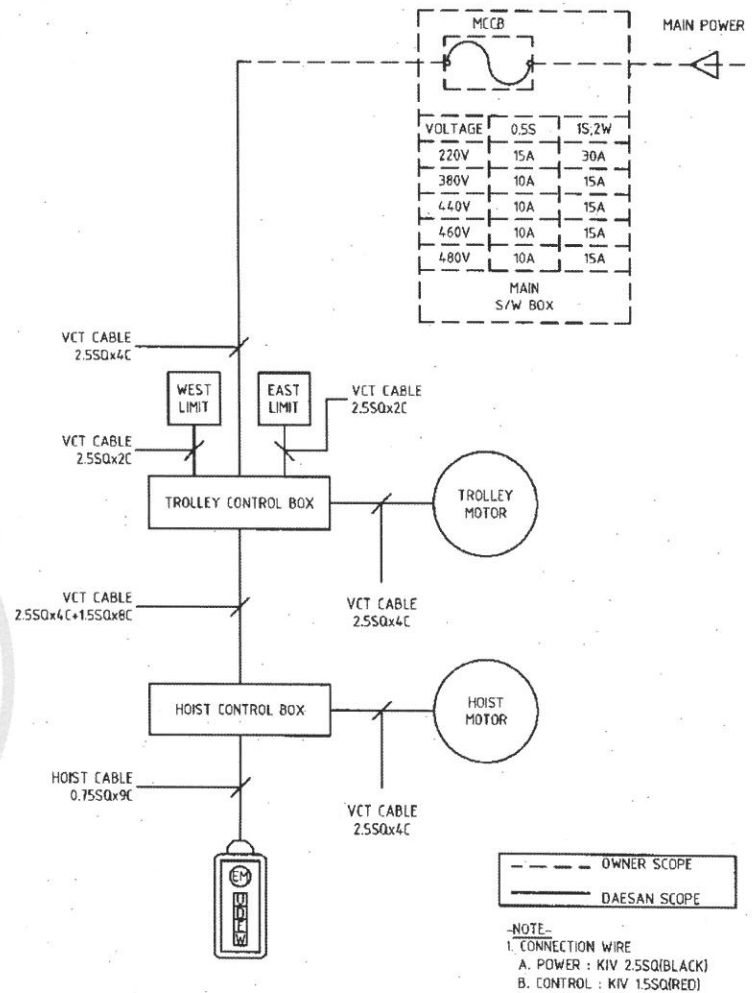 MCCB
MAIN POWER
VOLTAGE 0.5S 1S,2W
220V 15A 30A
380V 10A 15A
440V 10A 15A
460V 10A 15A
480V 10A 15A
MAIN
S/W BOX
VCT CABLE
2.5SQx4C
WEST
LIMIT
EAST
LIMIT
VCT CABLE
2.5SQx2C
VCT CABLE
2.5SQx2C
TROLLEY CONTROL BOX
TROLLEY
MOTOR
VCT CABLE
2.5SQx4C
VCT CABLE
2.5SQx4C+1.5SQx8C
HOIST CONTROL BOX
HOIST
MOTOR
HOIST CABLE
0.75SQx9C
VCT CABLE
2.5SQx4C
EM
U
D
E
W
OWNER SCOPE
DAESAN SCOPE
-NOTE-
1. CONNECTION WIRE
A. POWER : KIV 2.5SQ(BLACK)
B. CONTROL : KIV 1.5SQ(RED)